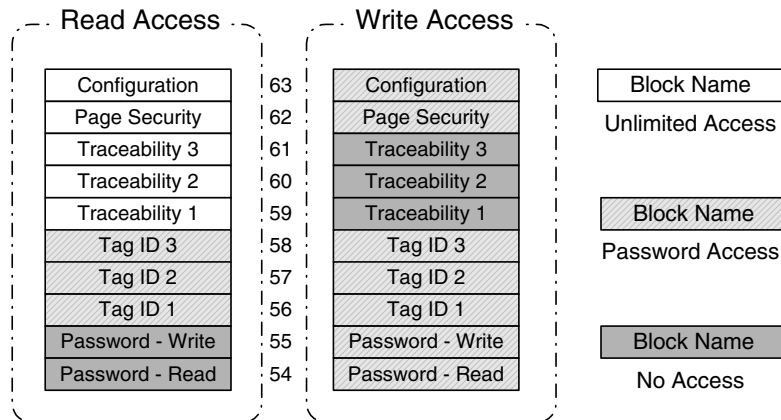 Read Access
Write Access
Configuration 63 Configuration
Page Security 62 Page Security
Traceability 3 61 Traceability 3
Traceability 2 60 Traceability 2
Traceability 1 59 Traceability 1
Tag ID 3 58 Tag ID 3
Tag ID 2 57 Tag ID 2
Tag ID 1 56 Tag ID 1
Password - Write 55 Password - Write
Password - Read 54 Password - Read
Block Name
Unlimited Access
Block Name
Password Access
Block Name
No Access